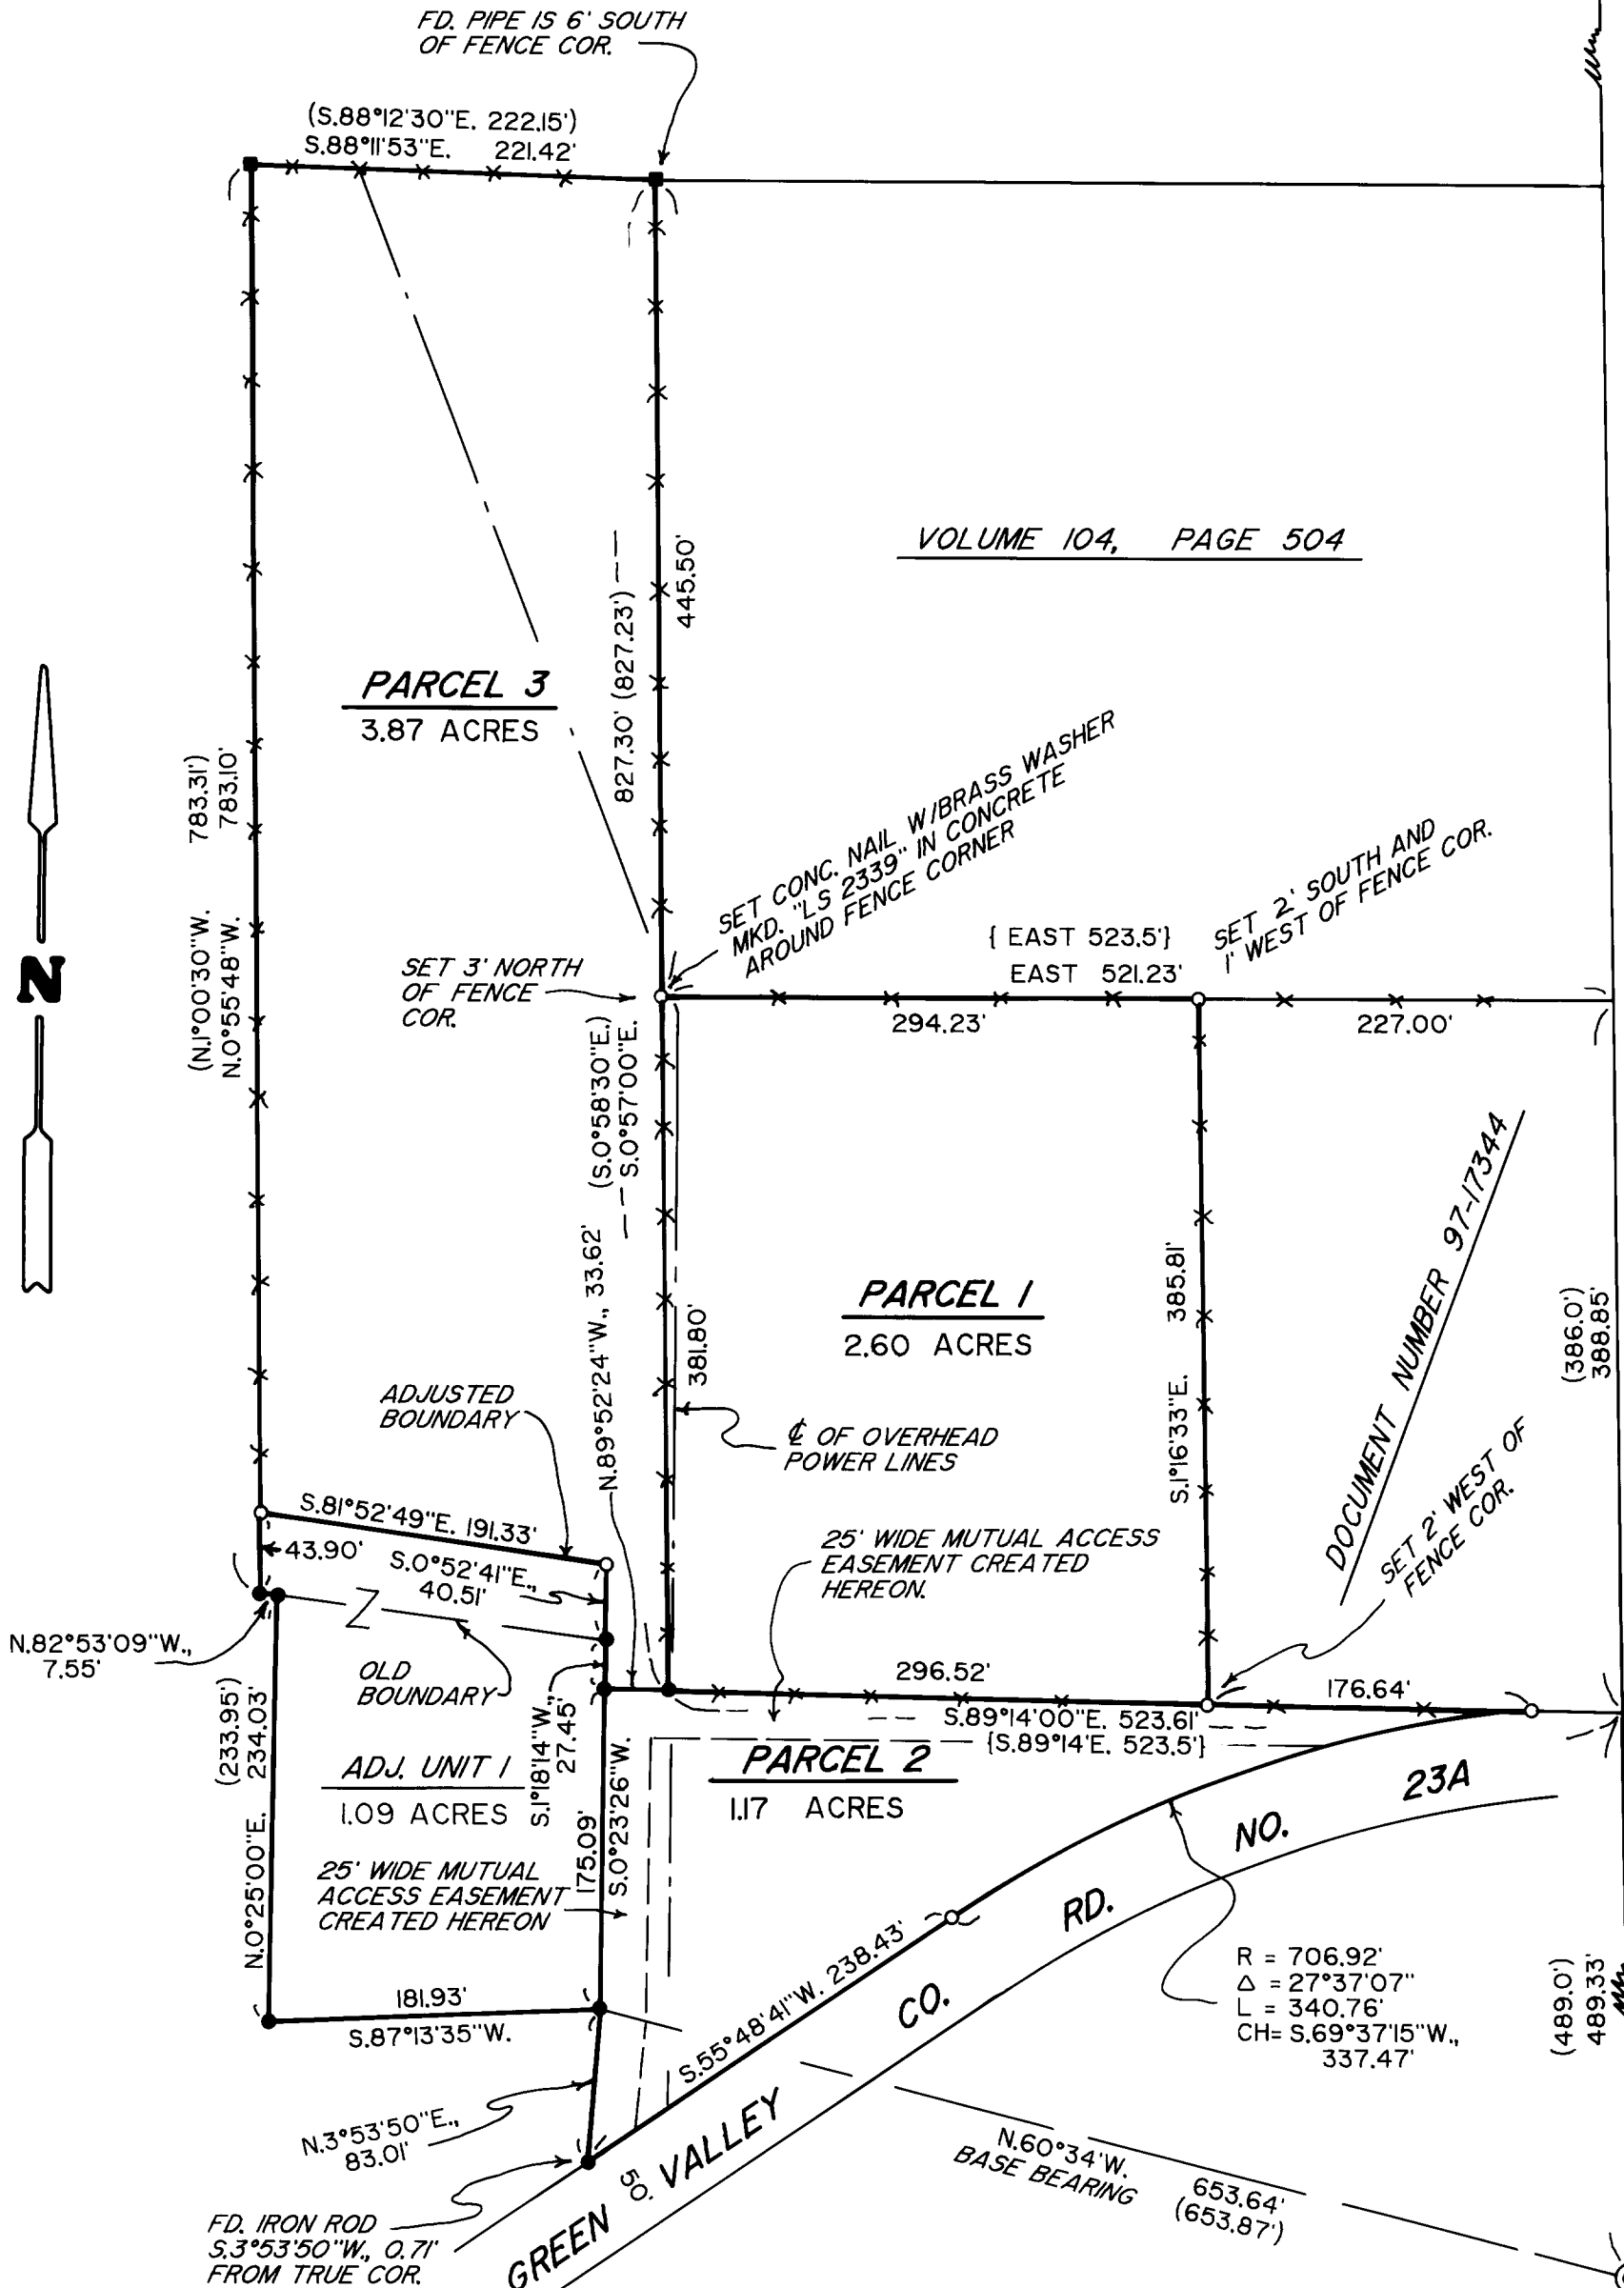 FD. PIPE IS 6' SOUTH
OF FENCE COR.
(S.88°12'30"E. 222.15')
S.88°11'53"E. 221.42'
VOLUME 104, PAGE 504
445.50'
827.30' (827.23')
PARCEL 3
3.87 ACRES
783.31')
783.10'
(N.1°00'30"W.
N.0°55'48"W.
N
SET CONC. NAIL W/BRASS WASHER
MKD. "LS 2339" IN CONCRETE
AROUND FENCE CORNER
SET 2' SOUTH AND
1' WEST OF FENCE COR.
{ EAST 523.5'}
EAST 521.23'
SET 3' NORTH
OF FENCE
COR.
294.23'
227.00'
(S.0°58'30"E.)
S.0°57'00"E.
DOCUMENT NUMBER 97-17344
N.89°52'24"W., 33.62'
PARCEL 1
2.60 ACRES
385.81'
S.1°16'33"E.
(386.0')
388.85'
381.80'
ADJUSTED
BOUNDARY
℄ OF OVERHEAD
POWER LINES
SET 2' WEST OF
FENCE COR.
S.81°52'49"E. 191.33'
43.90'
S.0°52'41"E.,
40.51'
25' WIDE MUTUAL ACCESS
EASEMENT CREATED
HEREON.
N.82°53'09"W.,
7.55'
OLD
BOUNDARY
296.52'
176.64'
S.89°14'00"E. 523.61'
{S.89°14'E. 523.5'}
(233.95')
234.03'
N.0°25'00"E.
S.1°18'14"W.,
27.45'
ADJ. UNIT 1
1.09 ACRES
PARCEL 2
1.17 ACRES
175.09'
S.0°23'26"W.
25' WIDE MUTUAL
ACCESS EASEMENT
CREATED HEREON
181.93'
S.87°13'35"W.
S.55°48'41"W. 238.43'
R = 706.92'
Δ = 27°37'07"
L = 340.76'
CH= S.69°37'15"W.,
337.47'
(489.0')
489.33'
N.3°53'50"E.,
83.01'
GREEN VALLEY CO. RD. NO. 23A
50'
N.60°34'W.
BASE BEARING
653.64'
(653.87')
FD. IRON ROD
S.3°53'50"W., 0.71'
FROM TRUE COR.